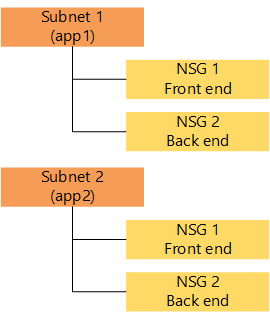 Subnet 1
(app1)
NSG 1
Front end
NSG 2
Back end
Subnet 2
(app2)
NSG 1
Front end
NSG 2
Back end